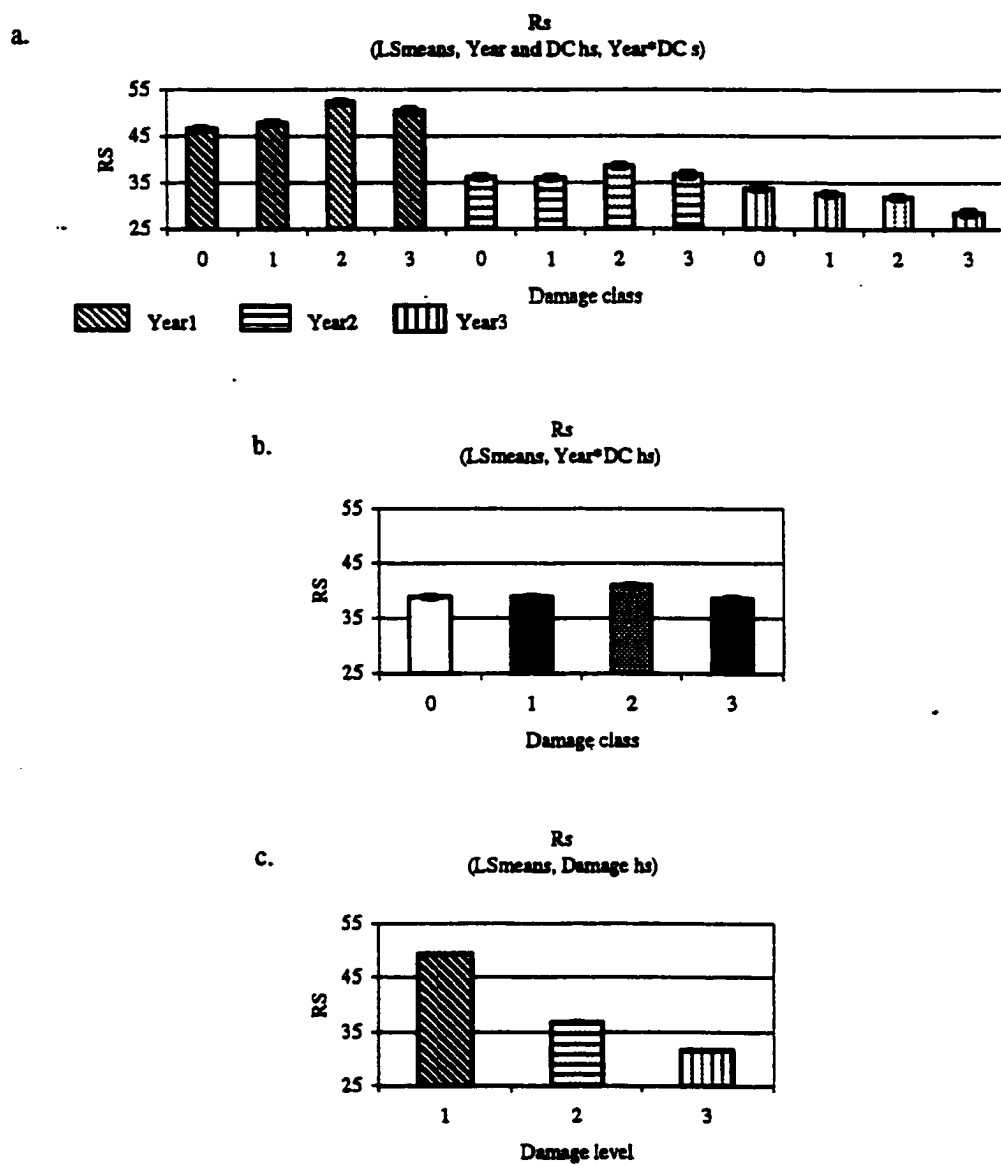 a.
Rs
(LSmeans, Year and DC hs, Year*DC s)
55
45
35
25
RS
0 1 2 3 0 1 2 3 0 1 2 3
Damage class
Year1 Year2 Year3
b.
Rs
(LSmeans, Year*DC hs)
55
45
35
25
RS
0 1 2 3
Damage class
c.
Rs
(LSmeans, Damage hs)
55
45
35
25
RS
1 2 3
Damage level